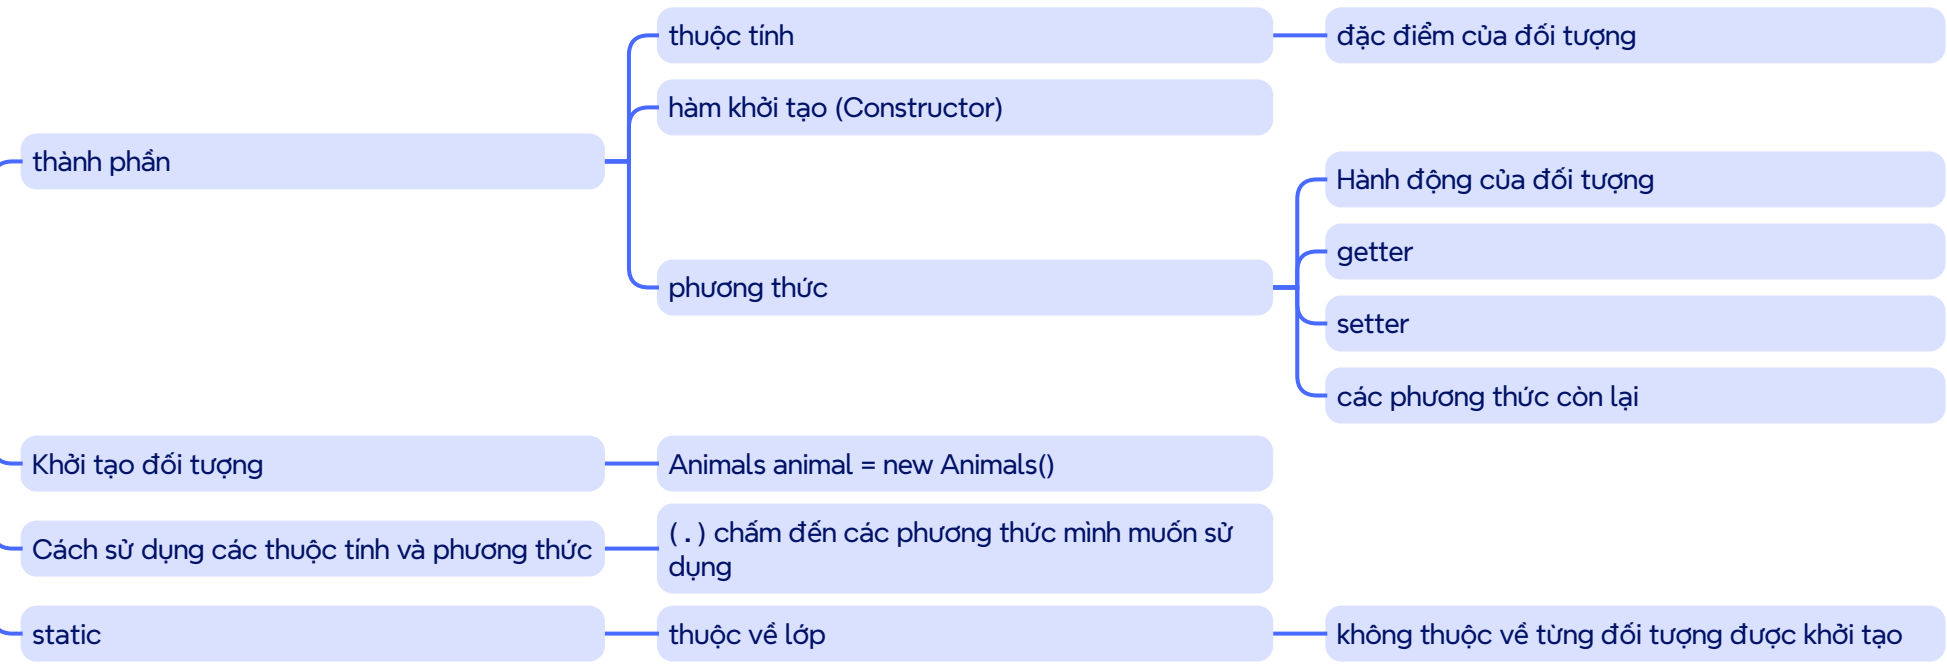 thuộc tính
đặc điểm của đối tượng
hàm khởi tạo (Constructor)
thành phần
Hành động của đối tượng
getter
phương thức
setter
các phương thức còn lại
Khởi tạo đối tượng
Animals animal = new Animals()
Cách sử dụng các thuộc tính và phương thức
( . ) chấm đến các phương thức mình muốn sử
dụng
static
thuộc về lớp
không thuộc về từng đối tượng được khởi tạo